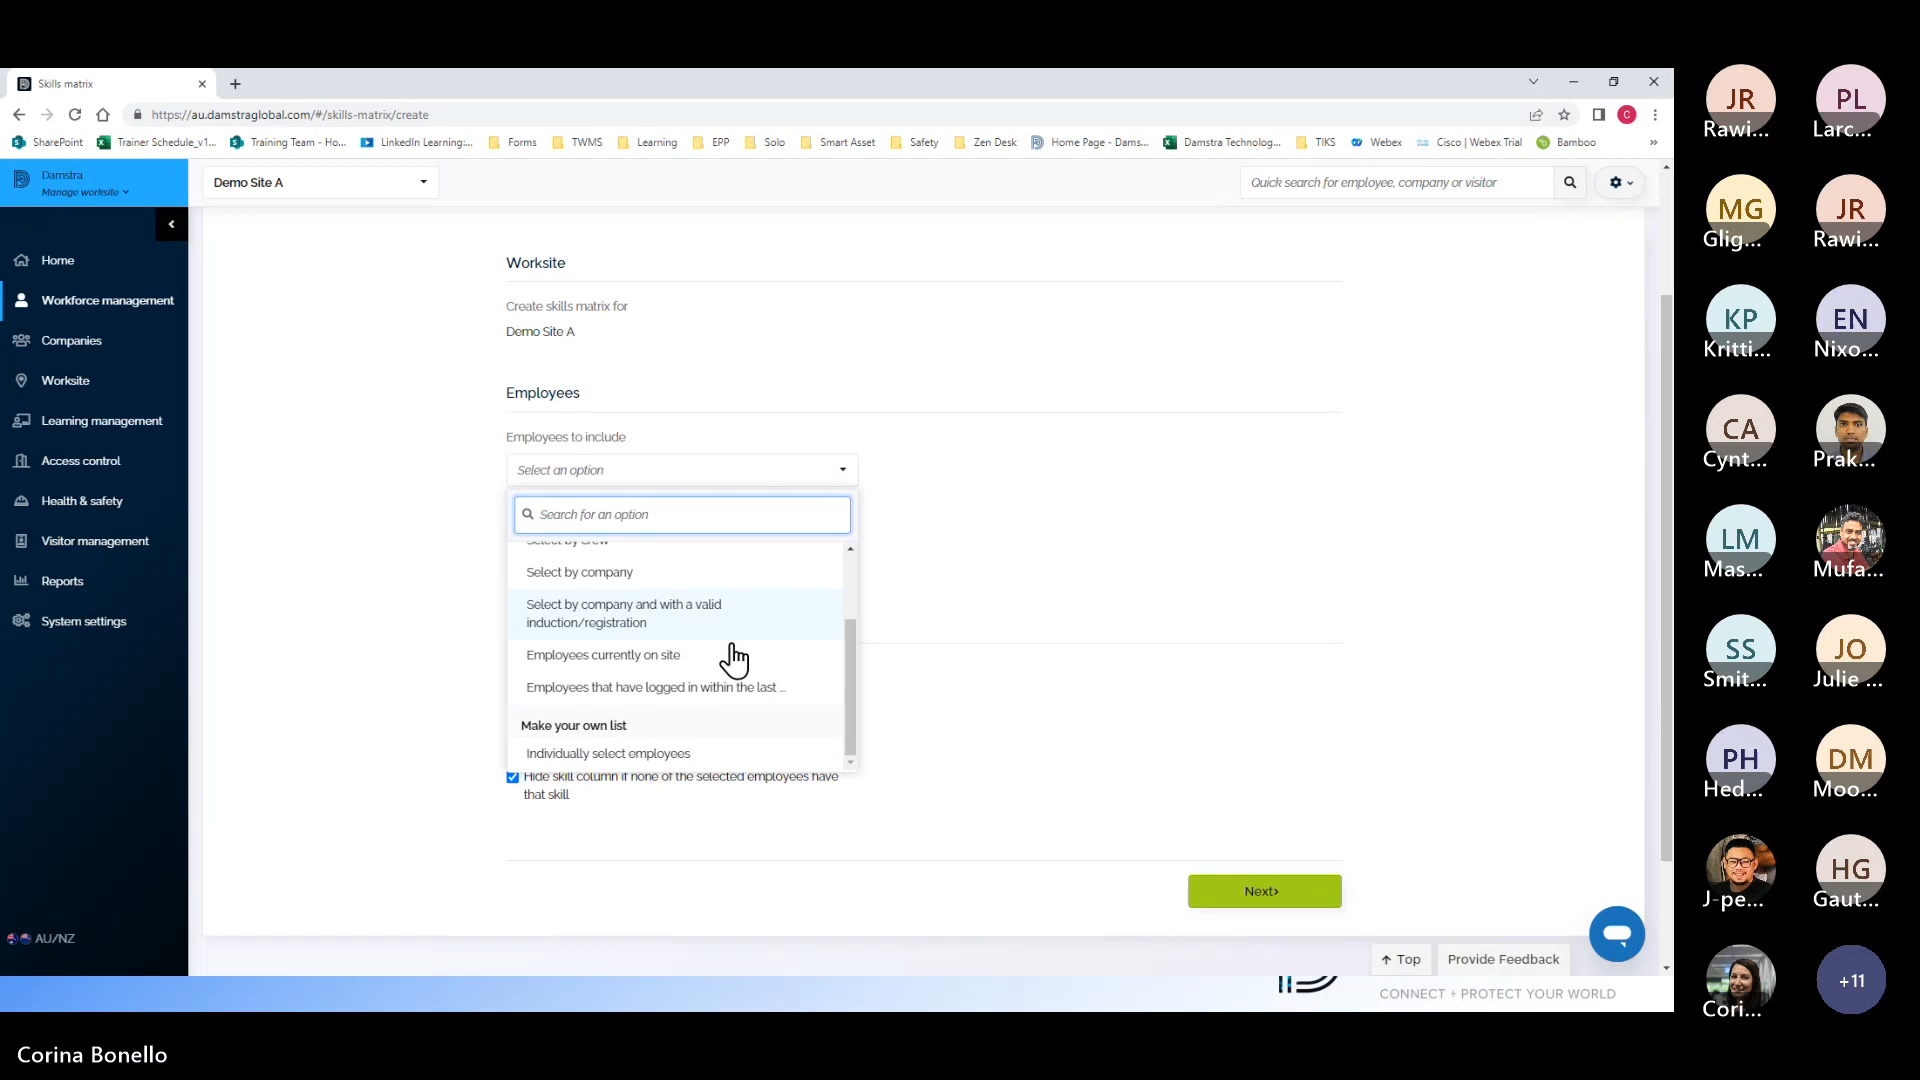 Skills matrix
https://au.damstraglobal.com/#/skills-matrix/create
C
SharePoint
Trainer Schedule_v1...
Training Team - Ho...
LinkedIn Learning:...
Forms
TWMS
Learning
EPP
Solo
Smart Asset
Safety
Zen Desk
Home Page - Dams...
Damstra Technolog...
TIKS
Webex
Cisco | Webex Trial
Bamboo
»
Damstra
Manage worksite
Demo Site A
Quick search for employee, company or visitor
Home
Workforce management
Companies
Worksite
Learning management
Access control
Health & safety
Visitor management
Reports
System settings
AU/NZ
Worksite
Create skills matrix for
Demo Site A
Employees
Employees to include
Select an option
Search for an option
Select by crew
Select by company
Select by company and with a valid
induction/registration
Employees currently on site
Employees that have logged in within the last ...
Make your own list
Individually select employees
Hide skill column if none of the selected employees have
that skill
Next›
↑ Top
Provide Feedback
CONNECT + PROTECT YOUR WORLD
JR
Rawi...
PL
Larc...
MG
Glig...
JR
Rawi...
KP
Kritti...
EN
Nixo...
CA
Cynt...
Prak...
LM
Mas...
Mufa...
SS
Smit...
JO
Julie ...
PH
Hed...
DM
Moo...
J-pe...
HG
Gaut...
Cori...
+11
Corina Bonello